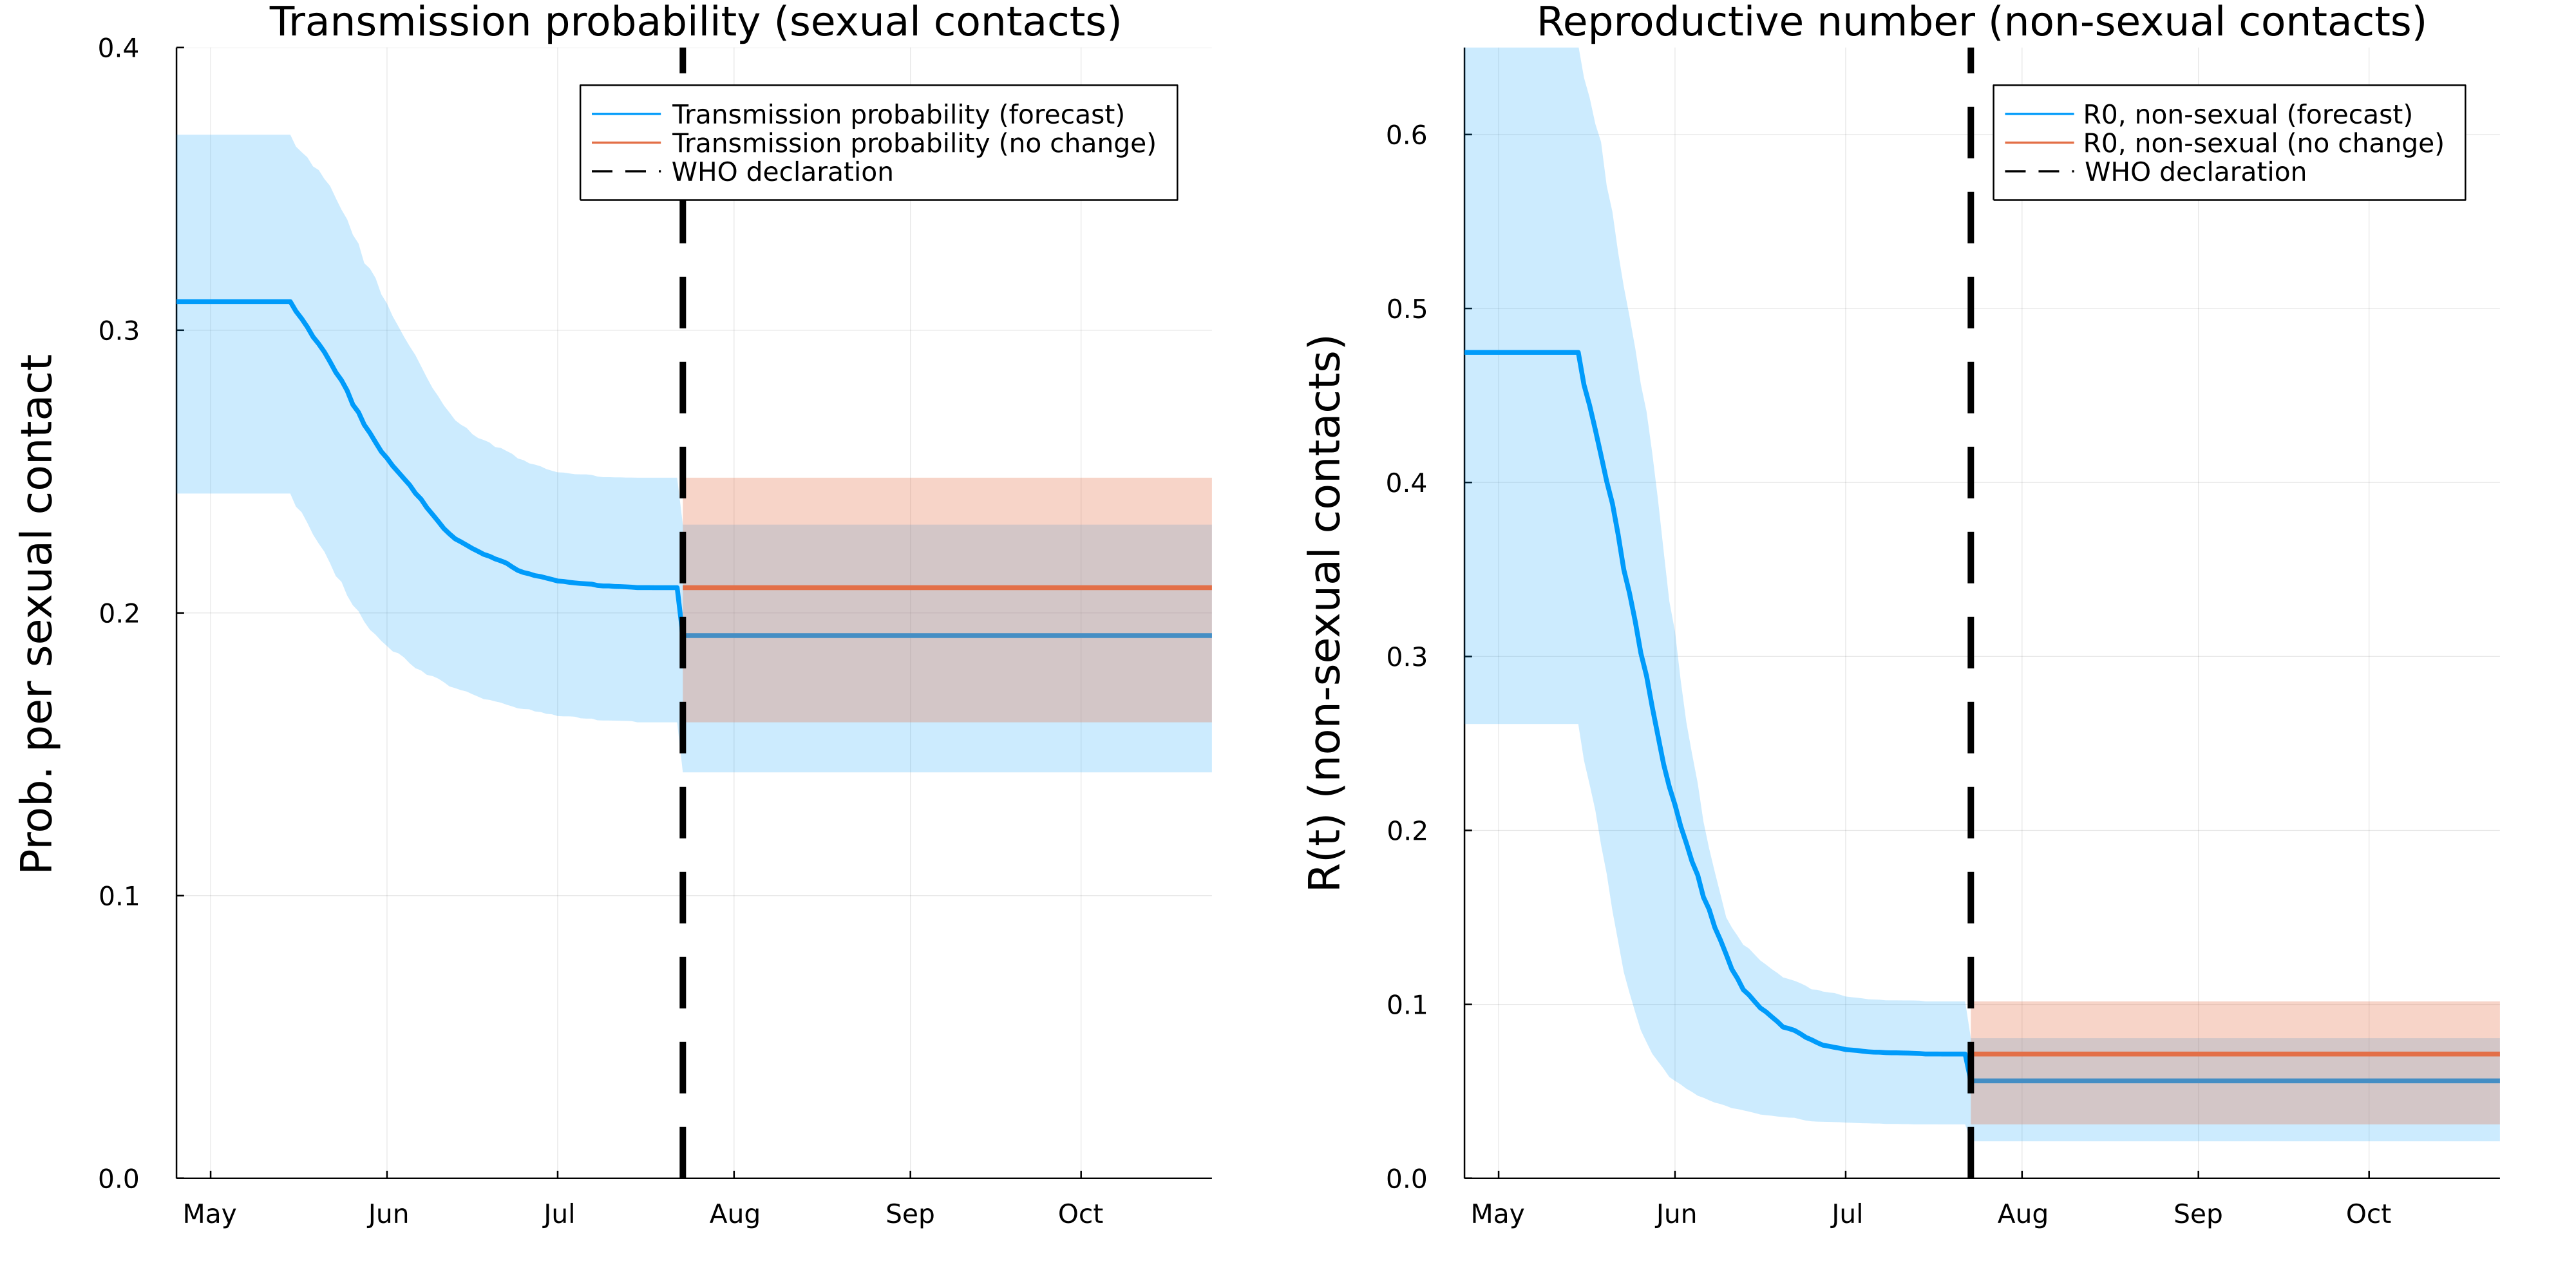 Transmission probability (sexual contacts)
0.4
0.3
0.2
0.1
0.0
Prob. per sexual contact
Transmission probability (forecast)
Transmission probability (no change)
WHO declaration
May Jun Jul Aug Sep Oct
Reproductive number (non-sexual contacts)
0.6
0.5
0.4
0.3
0.2
0.1
0.0
R(t) (non-sexual contacts)
R0, non-sexual (forecast)
R0, non-sexual (no change)
WHO declaration
May Jun Jul Aug Sep Oct